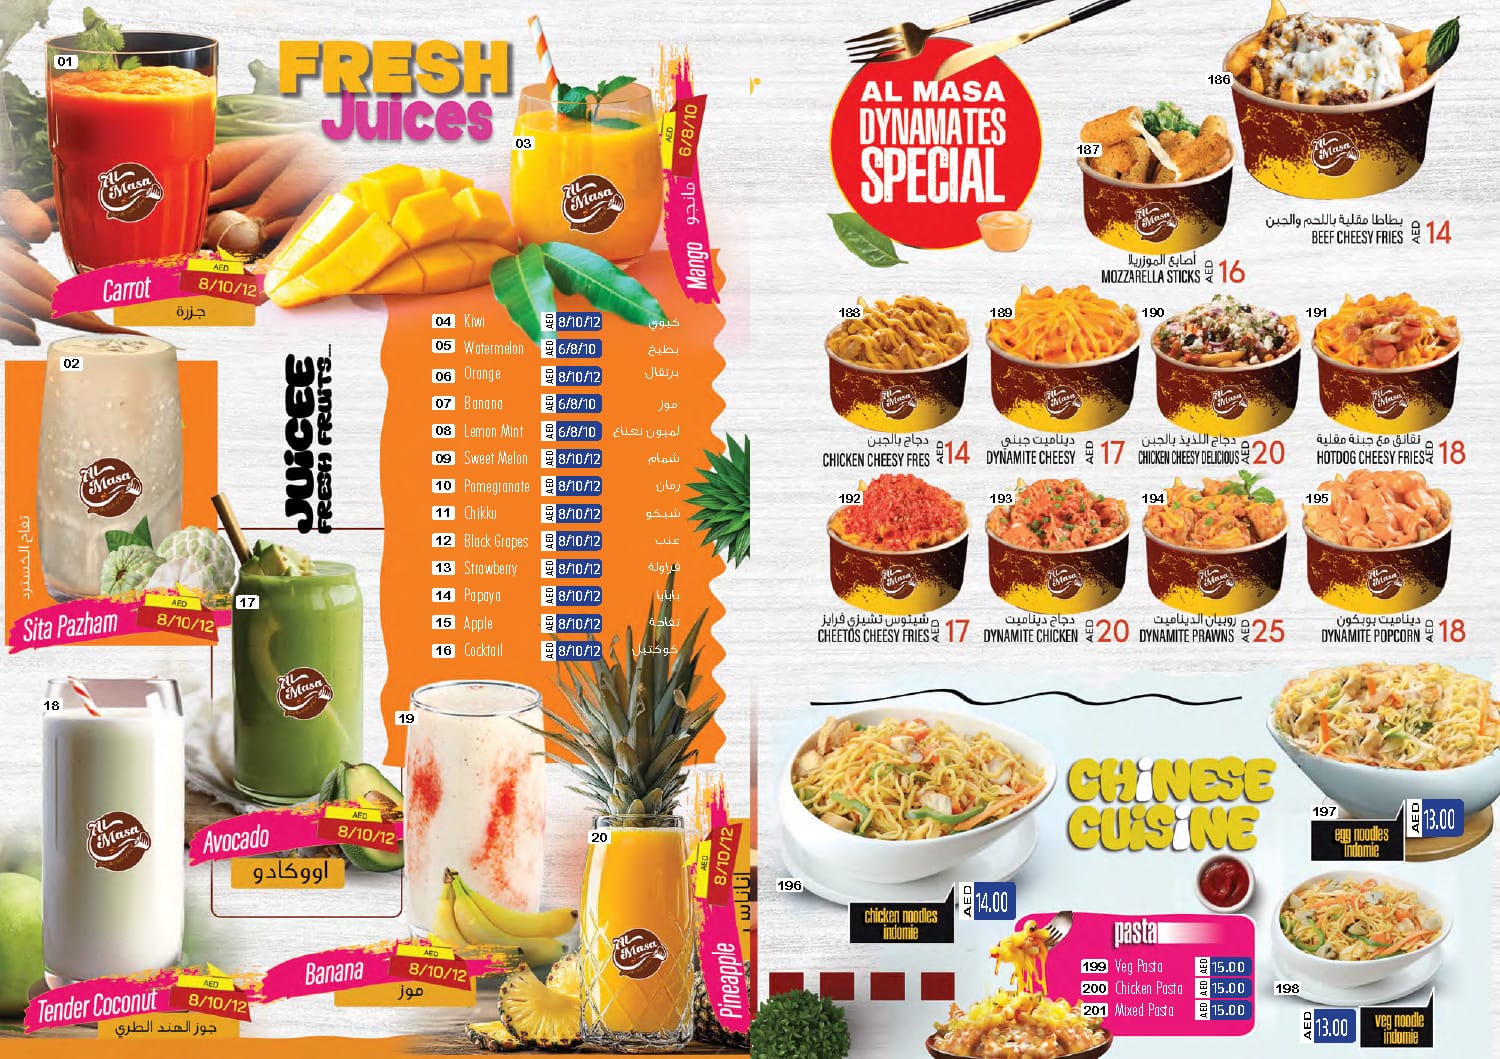 FRESH
Juices
01
Carrot
AED
8/10/12
جزرة
02
تفاح الكسترد
Sita Pazham
AED
8/10/12
03
Mango
مانجو
AED
6/8/10
JUICEE
FRESH FRUITS...
04 Kiwi AED 8/10/12 كيوي
05 Watermelon AED 6/8/10 بطيخ
06 Orange AED 8/10/12 برتقال
07 Banana AED 6/8/10 موز
08 Lemon Mint AED 6/8/10 لميون نعناع
09 Sweet Melon AED 8/10/12 شمام
10 Pomegranate AED 8/10/12 رمان
11 Chikku AED 8/10/12 شيكو
12 Black Grapes AED 8/10/12 عنب
13 Strawberry AED 8/10/12 فراولة
14 Papaya AED 8/10/12 بابايا
15 Apple AED 8/10/12 تفاحة
16 Cocktail AED 8/10/12 كوكتيل
17
Avocado
AED
8/10/12
اووكادو
18
Tender Coconut
AED
8/10/12
جوز الهند الطري
19
Banana
AED
8/10/12
موز
20
Pineapple
AED
8/10/12
اناناس
AL Masa
AL MASA
DYNAMATES
SPECIAL
186
بطاطا مقلية باللحم والجبن
BEEF CHEESY FRIES AED 14
187
أصابع الموزريلا
MOZZARELLA STICKS AED 16
188
دجاج بالجبن
CHICKEN CHEESY FRES AED 14
189
ديناميت جبني
DYNAMITE CHEESY AED 17
190
دجاج اللذيذ بالجبن
CHICKEN CHEESY DELICIOUS AED 20
191
نقانق مع جبنة مقلية
HOTDOG CHEESY FRIES AED 18
192
شيتوس تشيزي فرايز
CHEETOS CHEESY FRIES AED 17
193
دجاج ديناميت
DYNAMITE CHICKEN AED 20
194
روبيان الديناميت
DYNAMITE PRAWNS AED 25
195
ديناميت بوبكون
DYNAMITE POPCORN AED 18
CHINESE
CUISINE
196
chicken noodles
indomie
AED 14.00
197
egg noodles
indomie
AED 13.00
198
AED 13.00
veg noodle
indomie
pasta
199 Veg Pasta AED 15.00
200 Chicken Pasta AED 15.00
201 Mixed Pasta AED 15.00